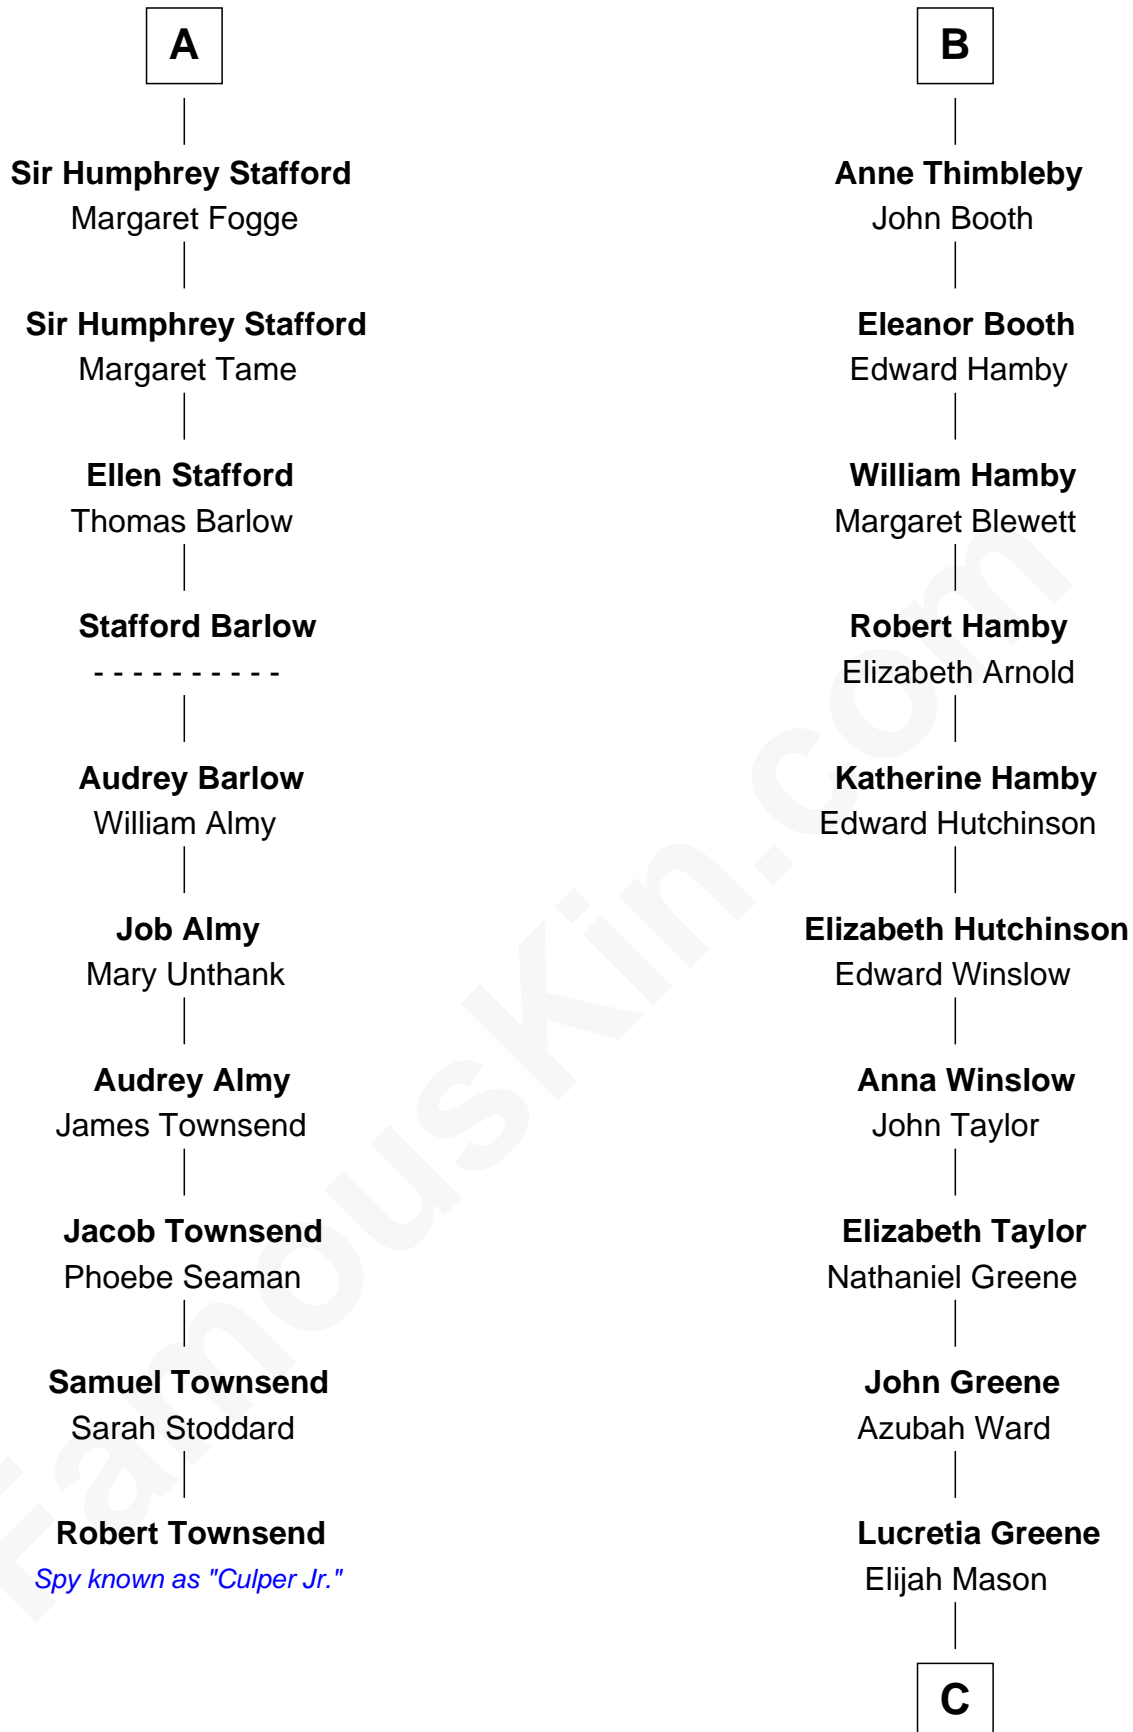 A
Sir Humphrey Stafford
Margaret Fogge
Sir Humphrey Stafford
Margaret Tame
Ellen Stafford
Thomas Barlow
Stafford Barlow
- - - - - - - - - -
Audrey Barlow
William Almy
Job Almy
Mary Unthank
Audrey Almy
James Townsend
Jacob Townsend
Phoebe Seaman
Samuel Townsend
Sarah Stoddard
Robert Townsend
Spy known as "Culper Jr."
B
Anne Thimbleby
John Booth
Eleanor Booth
Edward Hamby
William Hamby
Margaret Blewett
Robert Hamby
Elizabeth Arnold
Katherine Hamby
Edward Hutchinson
Elizabeth Hutchinson
Edward Winslow
Anna Winslow
John Taylor
Elizabeth Taylor
Nathaniel Greene
John Greene
Azubah Ward
Lucretia Greene
Elijah Mason
C
FamousKin.com